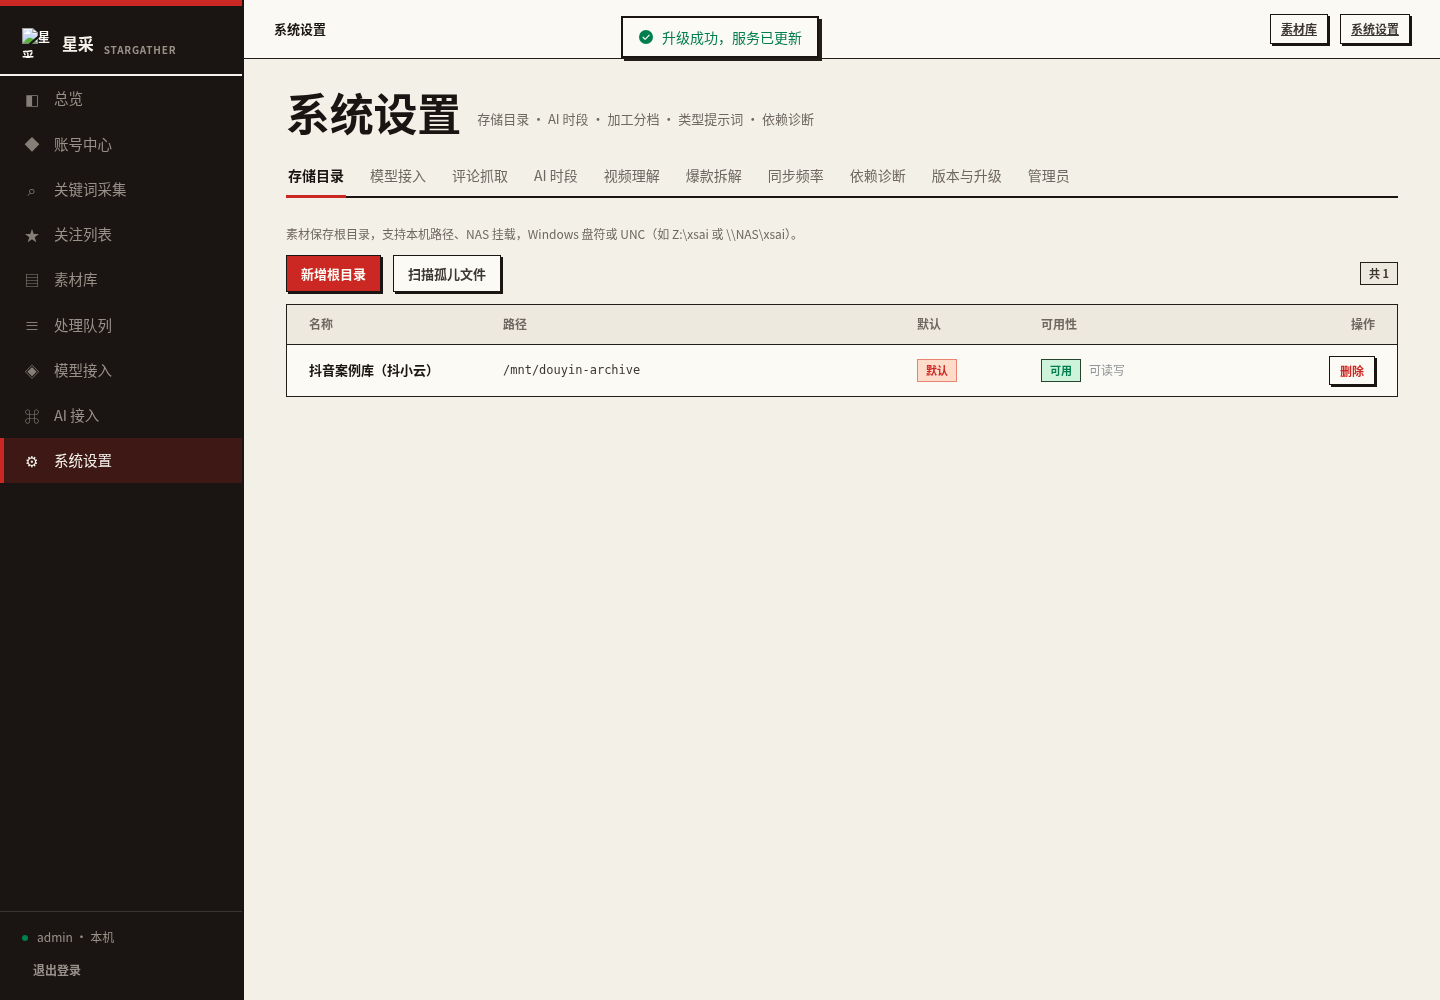 星采
星采 STARGATHER
总览
账号中心
关键词采集
关注列表
素材库
处理队列
模型接入
AI 接入
系统设置
admin · 本机
退出登录
系统设置
升级成功，服务已更新
素材库 系统设置
系统设置 存储目录 · AI 时段 · 加工分档 · 类型提示词 · 依赖诊断
存储目录 模型接入 评论抓取 AI 时段 视频理解 爆款拆解 同步频率 依赖诊断 版本与升级 管理员
素材保存根目录，支持本机路径、NAS 挂载，Windows 盘符或 UNC（如 Z:\xsai 或 \\NAS\xsai）。
新增根目录 扫描孤儿文件 共 1
名称 路径 默认 可用性 操作
抖音案例库（抖小云） /mnt/douyin-archive 默认 可用 可读写 删除